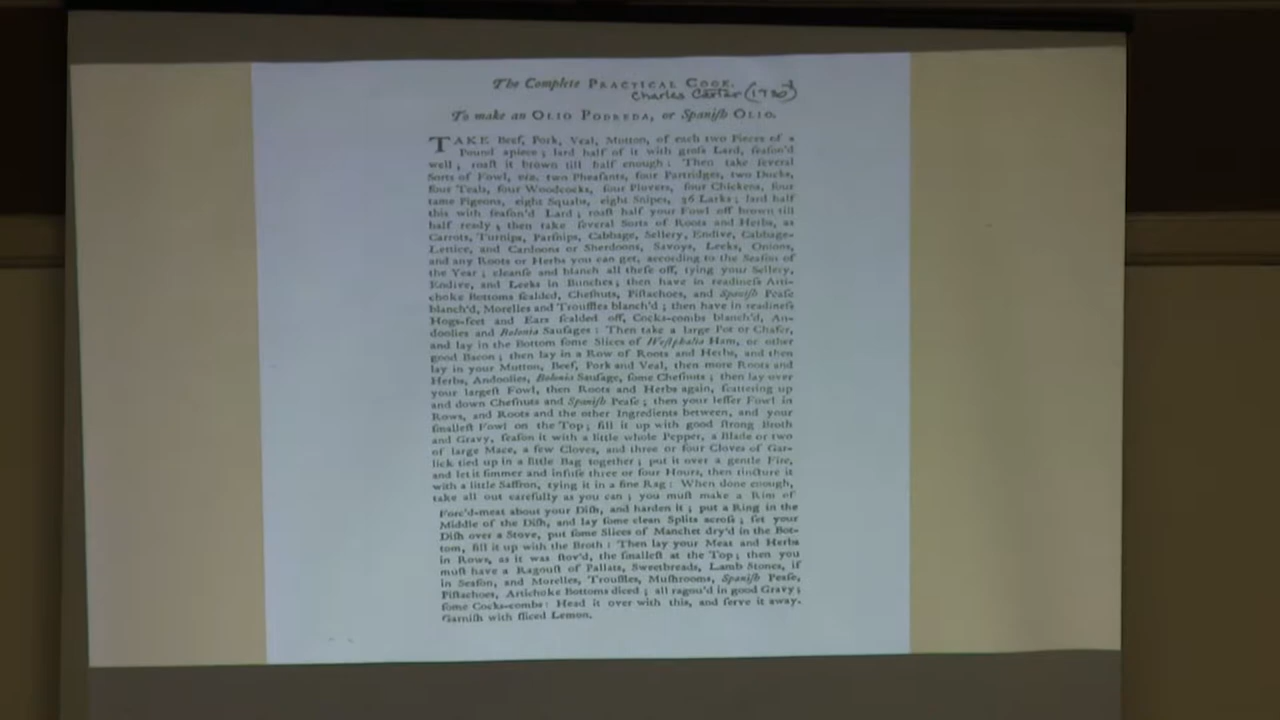 The Complete PRACTICAL COOK.
Charles Carter (1730)
To make an OLIO PODREDA, or Spaniſh OLIO.
TAKE Beef, Pork, Veal, Mutton, of each two Pieces of a
Pound apiece ; lard half of it with groſs Lard, ſeaſon'd
well ; roaſt it brown till half enough : Then take ſeveral
Sorts of Fowl, viz. two Pheaſants, four Partridges, two Ducks,
four Teals, four Woodcocks, four Plovers, four Chickens, four
tame Pigeons, eight Squabs, eight Snipes, 36 Larks ; lard half
this with ſeaſon'd Lard ; roaſt half your Fowl off brown till
half ready ; then take ſeveral Sorts of Roots and Herbs, as
Carrots, Turnips, Parſnips, Cabbage, Sellery, Endive, Cabbage-
Lettice, and Cardoons or Sherdoons, Savoys, Leeks, Onions,
and any Roots or Herbs you can get, according to the Seaſon of
the Year ; cleanſe and blanch all theſe off, tying your Sellery,
Endive, and Leeks in Bunches ; then have in readineſs Arti-
choke Bottoms ſcalded, Cheſnuts, Piſtachoes, and Spaniſh Peaſe
blanch'd, Morelles and Trouffles blanch'd ; then have in readineſs
Hogs-feet and Ears ſcalded off, Cocks-combs blanch'd, An-
doolies and Bolonia Sauſages : Then take a large Pot or Chafer,
and lay in the Bottom ſome Slices of Weſtphalia Ham, or other
good Bacon ; then lay in a Row of Roots and Herbs, and then
lay in your Mutton, Beef, Pork and Veal, then more Roots and
Herbs, Andoolies, Bolonia Sauſage, ſome Cheſnuts ; then lay over
your largeſt Fowl, then Roots and Herbs again, ſcattering up
and down Cheſnuts and Spaniſh Peaſe ; then your leſſer Fowl in
Rows, and Roots and the other Ingredients between, and your
ſmalleſt Fowl on the Top ; fill it up with good ſtrong Broth
and Gravy, ſeaſon it with a little whole Pepper, a Blade or two
of large Mace, a few Cloves, and three or four Cloves of Gar-
lick tied up in a little Bag together ; put it over a gentle Fire,
and let it ſimmer and infuſe three or four Hours, then tincture it
with a little Saffron, tying it in a fine Rag : When done enough,
take all out carefully as you can ; you muſt make a Rim of
Forc'd-meat about your Diſh, and harden it ; put a Ring in the
Middle of the Diſh, and lay ſome clean Splits acroſs ; ſet your
Diſh over a Stove, put ſome Slices of Manchet dry'd in the Bot-
tom, fill it up with the Broth : Then lay your Meat and Herbs
in Rows, as it was ſtov'd, the ſmalleſt at the Top ; then you
muſt have a Ragouſt of Pallats, Sweetbreads, Lamb Stones, if
in Seaſon, and Morelles, Trouffles, Muſhrooms, Spaniſh Peaſe,
Piſtachoes, Artichoke Bottoms diced ; all ragou'd in good Gravy ;
ſome Cocks-combs : Head it over with this, and ſerve it away.
Garniſh with ſliced Lemon.